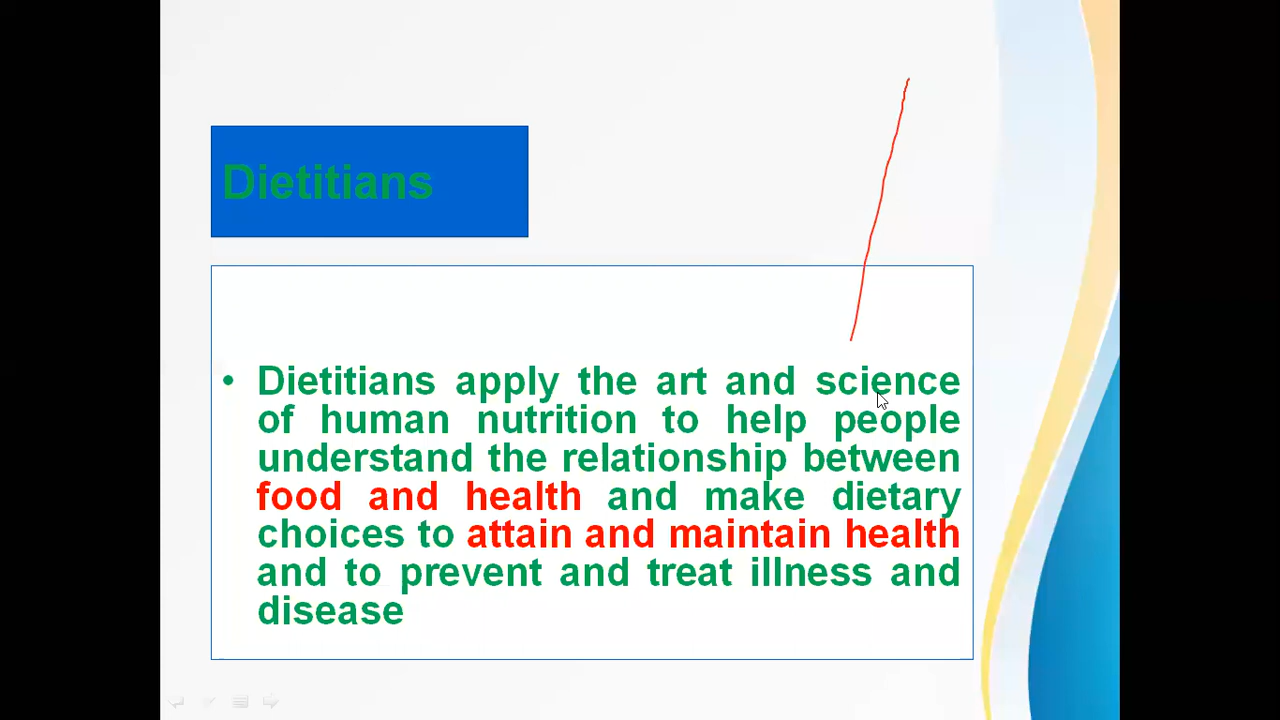 Dietitians
• Dietitians apply the art and science
of human nutrition to help people
understand the relationship between
food and health and make dietary
choices to attain and maintain health
and to prevent and treat illness and
disease